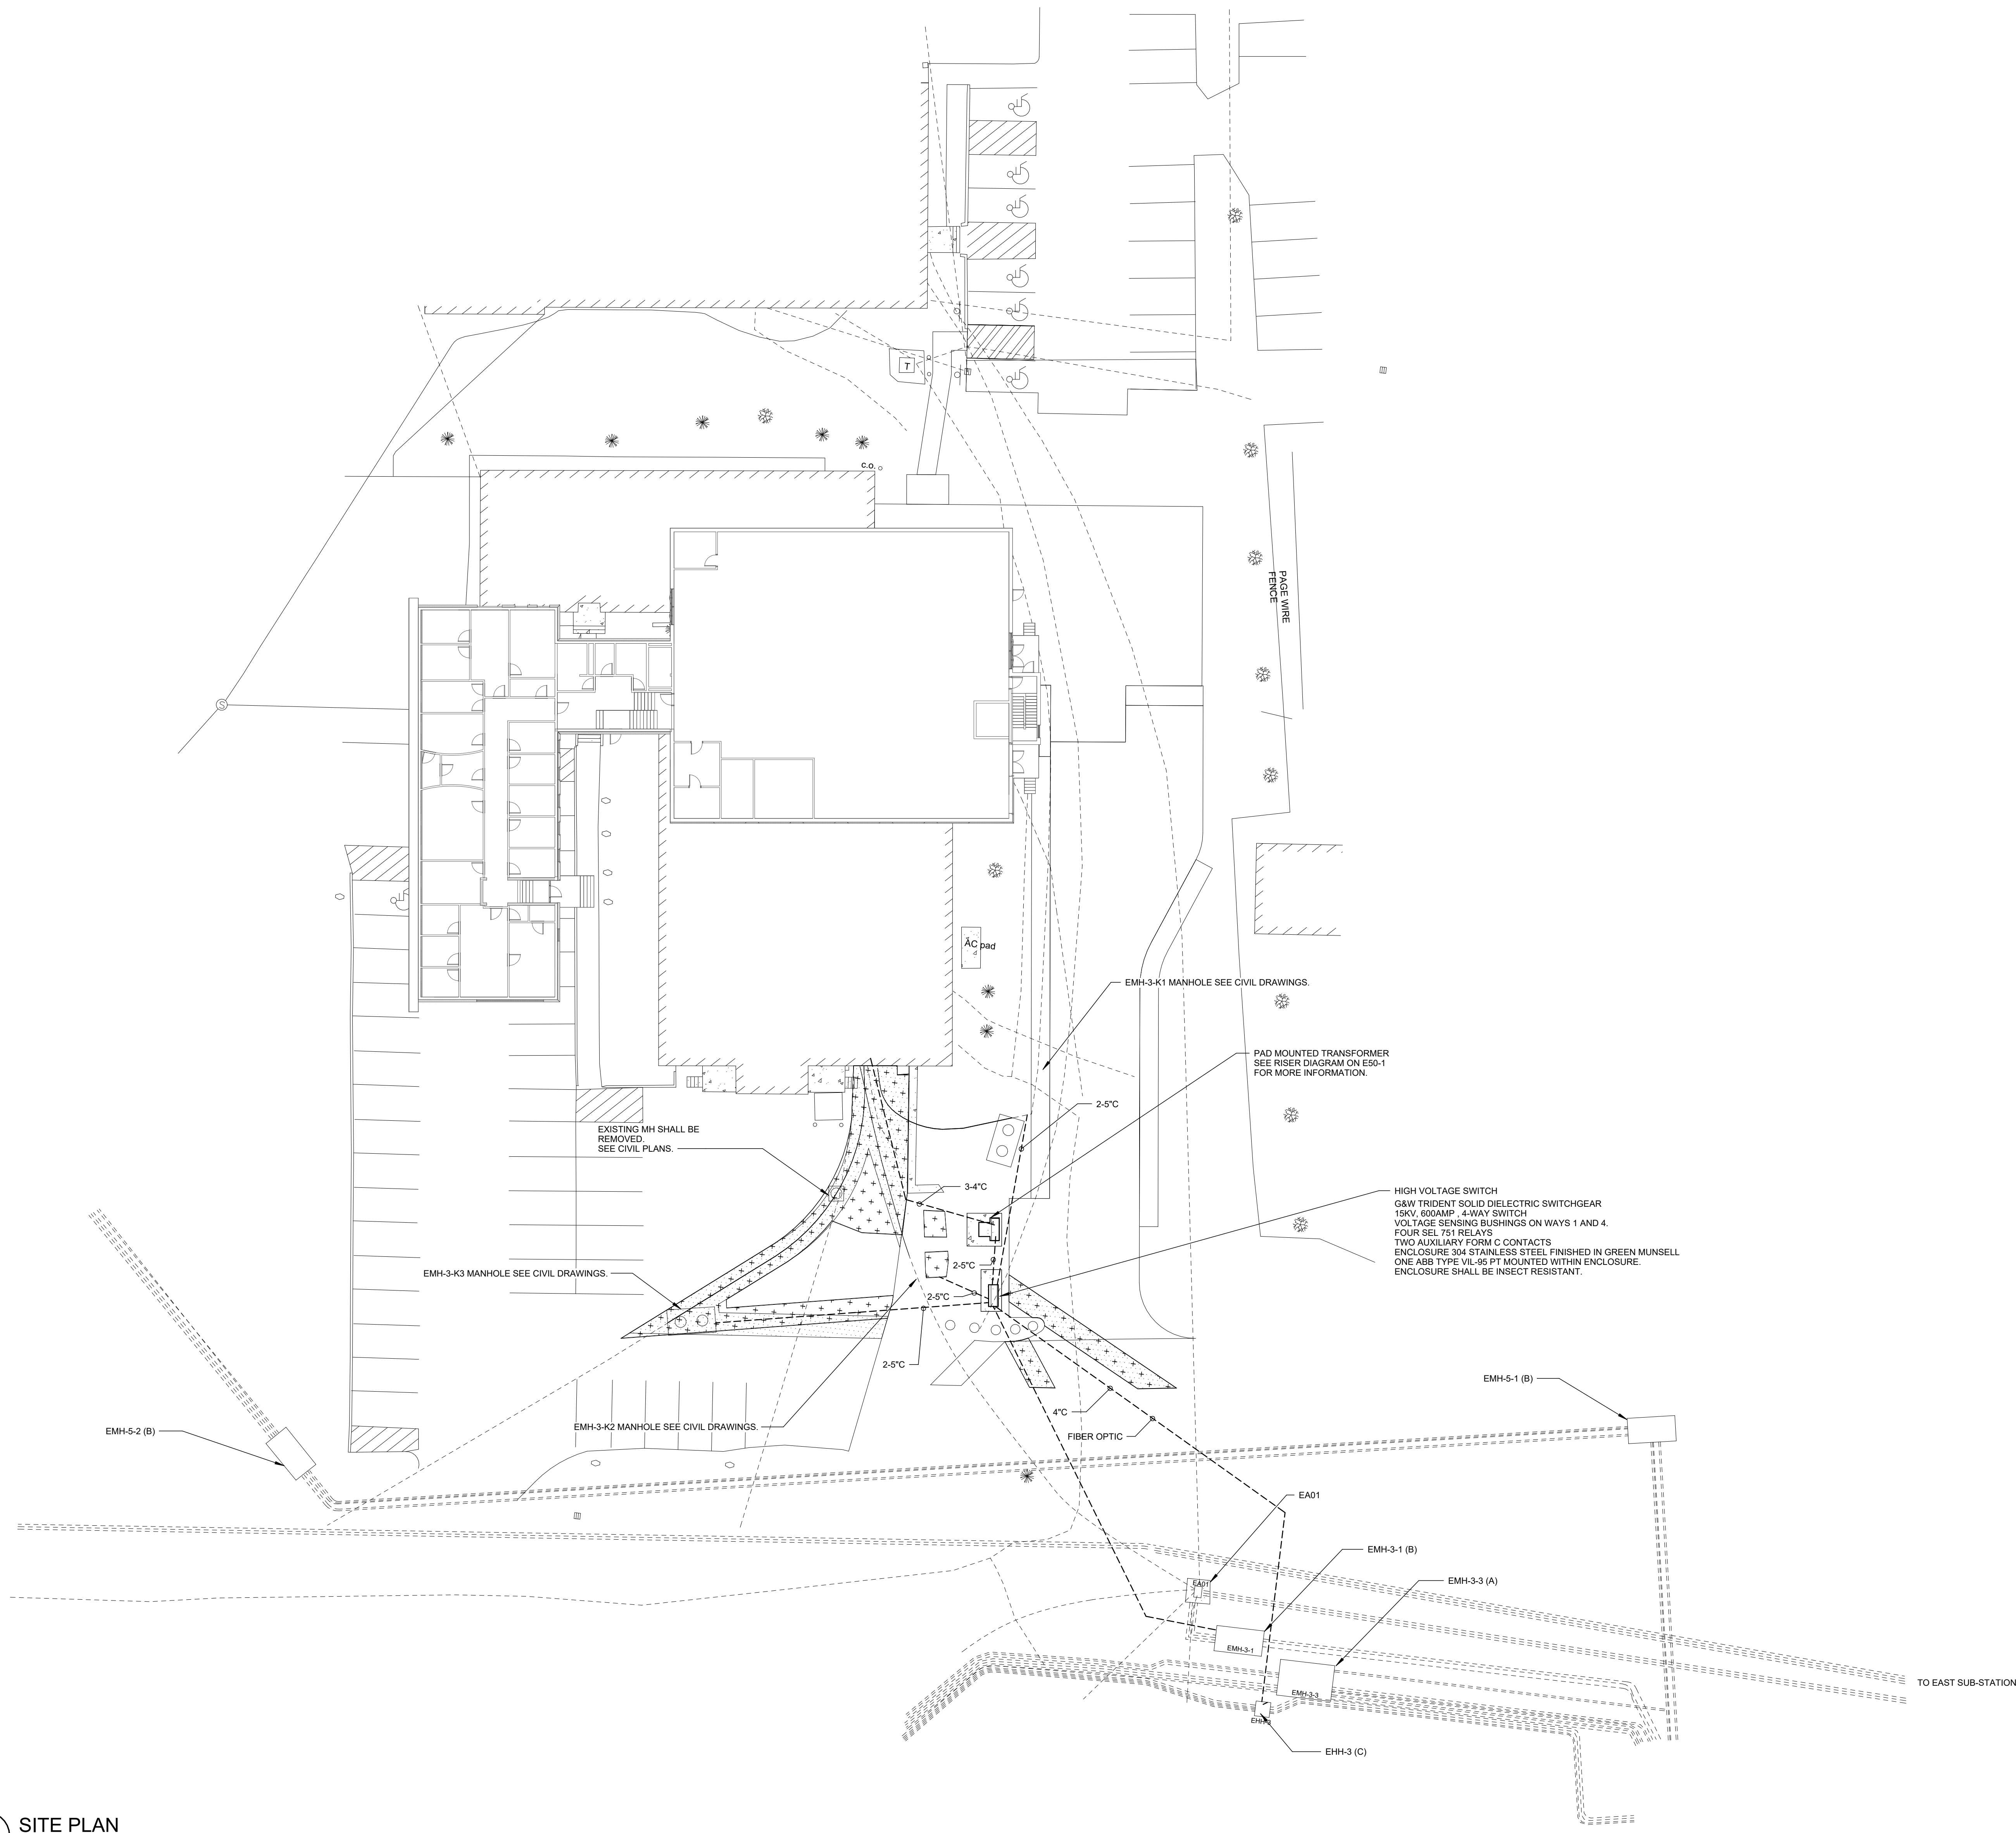 T
C.O.
PAGE WIRE
FENCE
S
AC pad
EMH-3-K1 MANHOLE SEE CIVIL DRAWINGS.
PAD MOUNTED TRANSFORMER
SEE RISER DIAGRAM ON E50-1
FOR MORE INFORMATION.
2-5"C
EXISTING MH SHALL BE
REMOVED.
SEE CIVIL PLANS.
3-4"C
HIGH VOLTAGE SWITCH
G&W TRIDENT SOLID DIELECTRIC SWITCHGEAR
15KV, 600AMP , 4-WAY SWITCH
VOLTAGE SENSING BUSHINGS ON WAYS 1 AND 4.
FOUR SEL 751 RELAYS
TWO AUXILIARY FORM C CONTACTS
ENCLOSURE 304 STAINLESS STEEL FINISHED IN GREEN MUNSELL
ONE ABB TYPE VIL-95 PT MOUNTED WITHIN ENCLOSURE.
ENCLOSURE SHALL BE INSECT RESISTANT.
2-5"C
EMH-3-K3 MANHOLE SEE CIVIL DRAWINGS.
2-5"C
2-5"C
EMH-5-1 (B)
4"C
EMH-3-K2 MANHOLE SEE CIVIL DRAWINGS.
EMH-5-2 (B)
FIBER OPTIC
EA01
EMH-3-1 (B)
EMH-3-3 (A)
EA01
EMH-3-1
TO EAST SUB-STATION
EMH-3-3
EHH-3
EHH-3 (C)
SITE PLAN